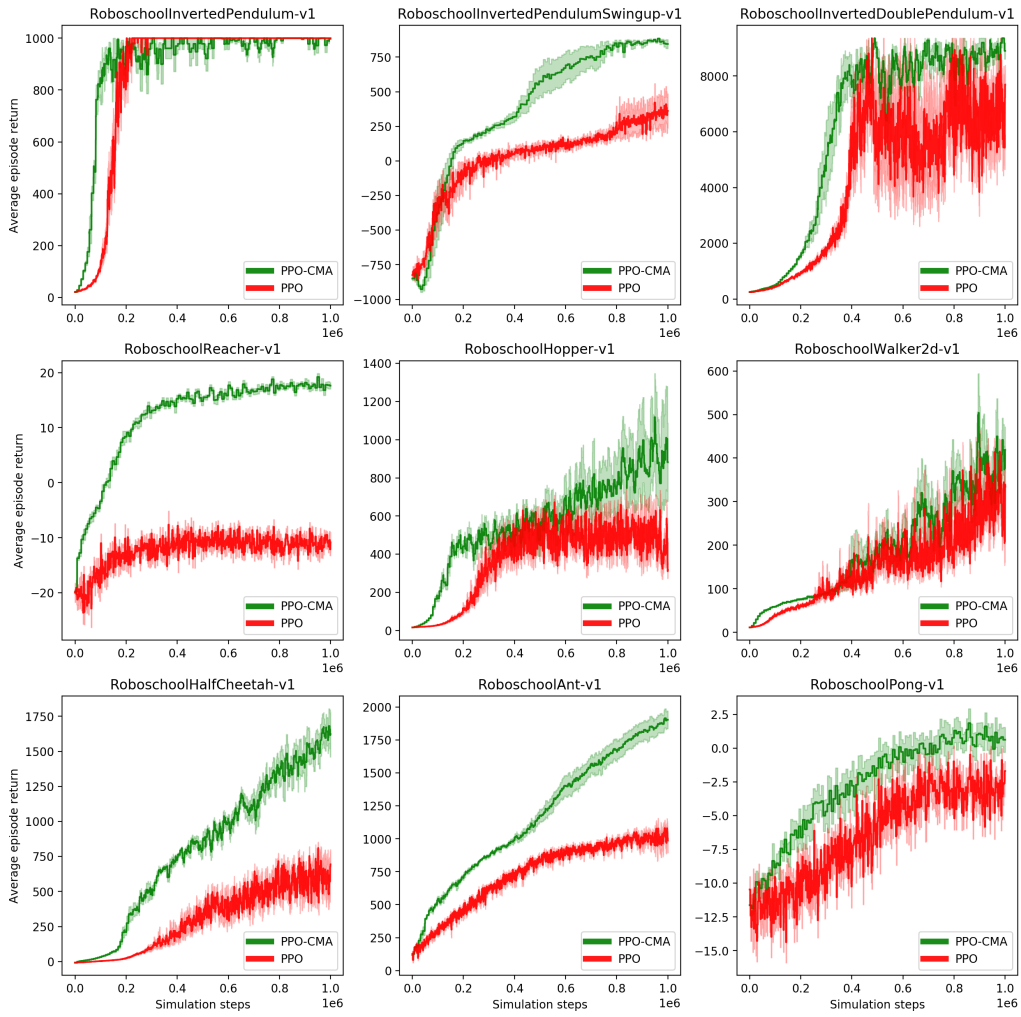 RoboschoolInvertedPendulum-v1
RoboschoolInvertedPendulumSwingup-v1
RoboschoolInvertedDoublePendulum-v1
Average episode return
1000
800
600
400
200
0
0.0 0.2 0.4 0.6 0.8 1.0
1e6
PPO-CMA
PPO
750
500
250
0
−250
−500
−750
−1000
0.0 0.2 0.4 0.6 0.8 1.0
1e6
PPO-CMA
PPO
8000
6000
4000
2000
0
0.0 0.2 0.4 0.6 0.8 1.0
1e6
PPO-CMA
PPO
RoboschoolReacher-v1
RoboschoolHopper-v1
RoboschoolWalker2d-v1
Average episode return
20
10
0
−10
−20
0.0 0.2 0.4 0.6 0.8 1.0
1e6
PPO-CMA
PPO
1400
1200
1000
800
600
400
200
0
0.0 0.2 0.4 0.6 0.8 1.0
1e6
PPO-CMA
PPO
600
500
400
300
200
100
0
0.0 0.2 0.4 0.6 0.8 1.0
1e6
PPO-CMA
PPO
RoboschoolHalfCheetah-v1
RoboschoolAnt-v1
RoboschoolPong-v1
Average episode return
1750
1500
1250
1000
750
500
250
0
0.0 0.2 0.4 0.6 0.8 1.0
Simulation steps
1e6
PPO-CMA
PPO
2000
1750
1500
1250
1000
750
500
250
0
0.0 0.2 0.4 0.6 0.8 1.0
Simulation steps
1e6
PPO-CMA
PPO
2.5
0.0
−2.5
−5.0
−7.5
−10.0
−12.5
−15.0
0.0 0.2 0.4 0.6 0.8 1.0
Simulation steps
1e6
PPO-CMA
PPO